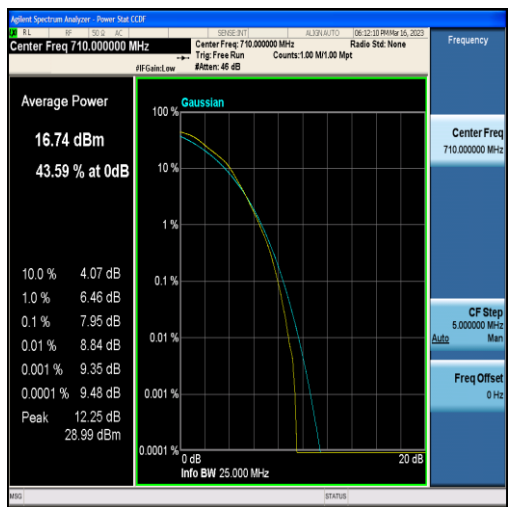 Agilent Spectrum Analyzer - Power Stat CCDF
RL RF 50 Ω AC SENSE:INT ALIGN AUTO 06:12:10 PM Mar 16, 2023
Center Freq 710.000000 MHz
Center Freq: 710.000000 MHz Radio Std: None
Trig: Free Run Counts:1.00 M/1.00 Mpt
#IFGain:Low #Atten: 46 dB
Frequency
Average Power
16.74 dBm
43.59 % at 0dB
10.0 % 4.07 dB
1.0 % 6.46 dB
0.1 % 7.95 dB
0.01 % 8.84 dB
0.001 % 9.35 dB
0.0001 % 9.48 dB
Peak 12.25 dB
28.99 dBm
Gaussian
100 %
10 %
1 %
0.1 %
0.01 %
0.001 %
0.0001 %
0 dB 20 dB
Info BW 25.000 MHz
Center Freq
710.000000 MHz
CF Step
5.000000 MHz
Auto Man
Freq Offset
0 Hz
MSG STATUS